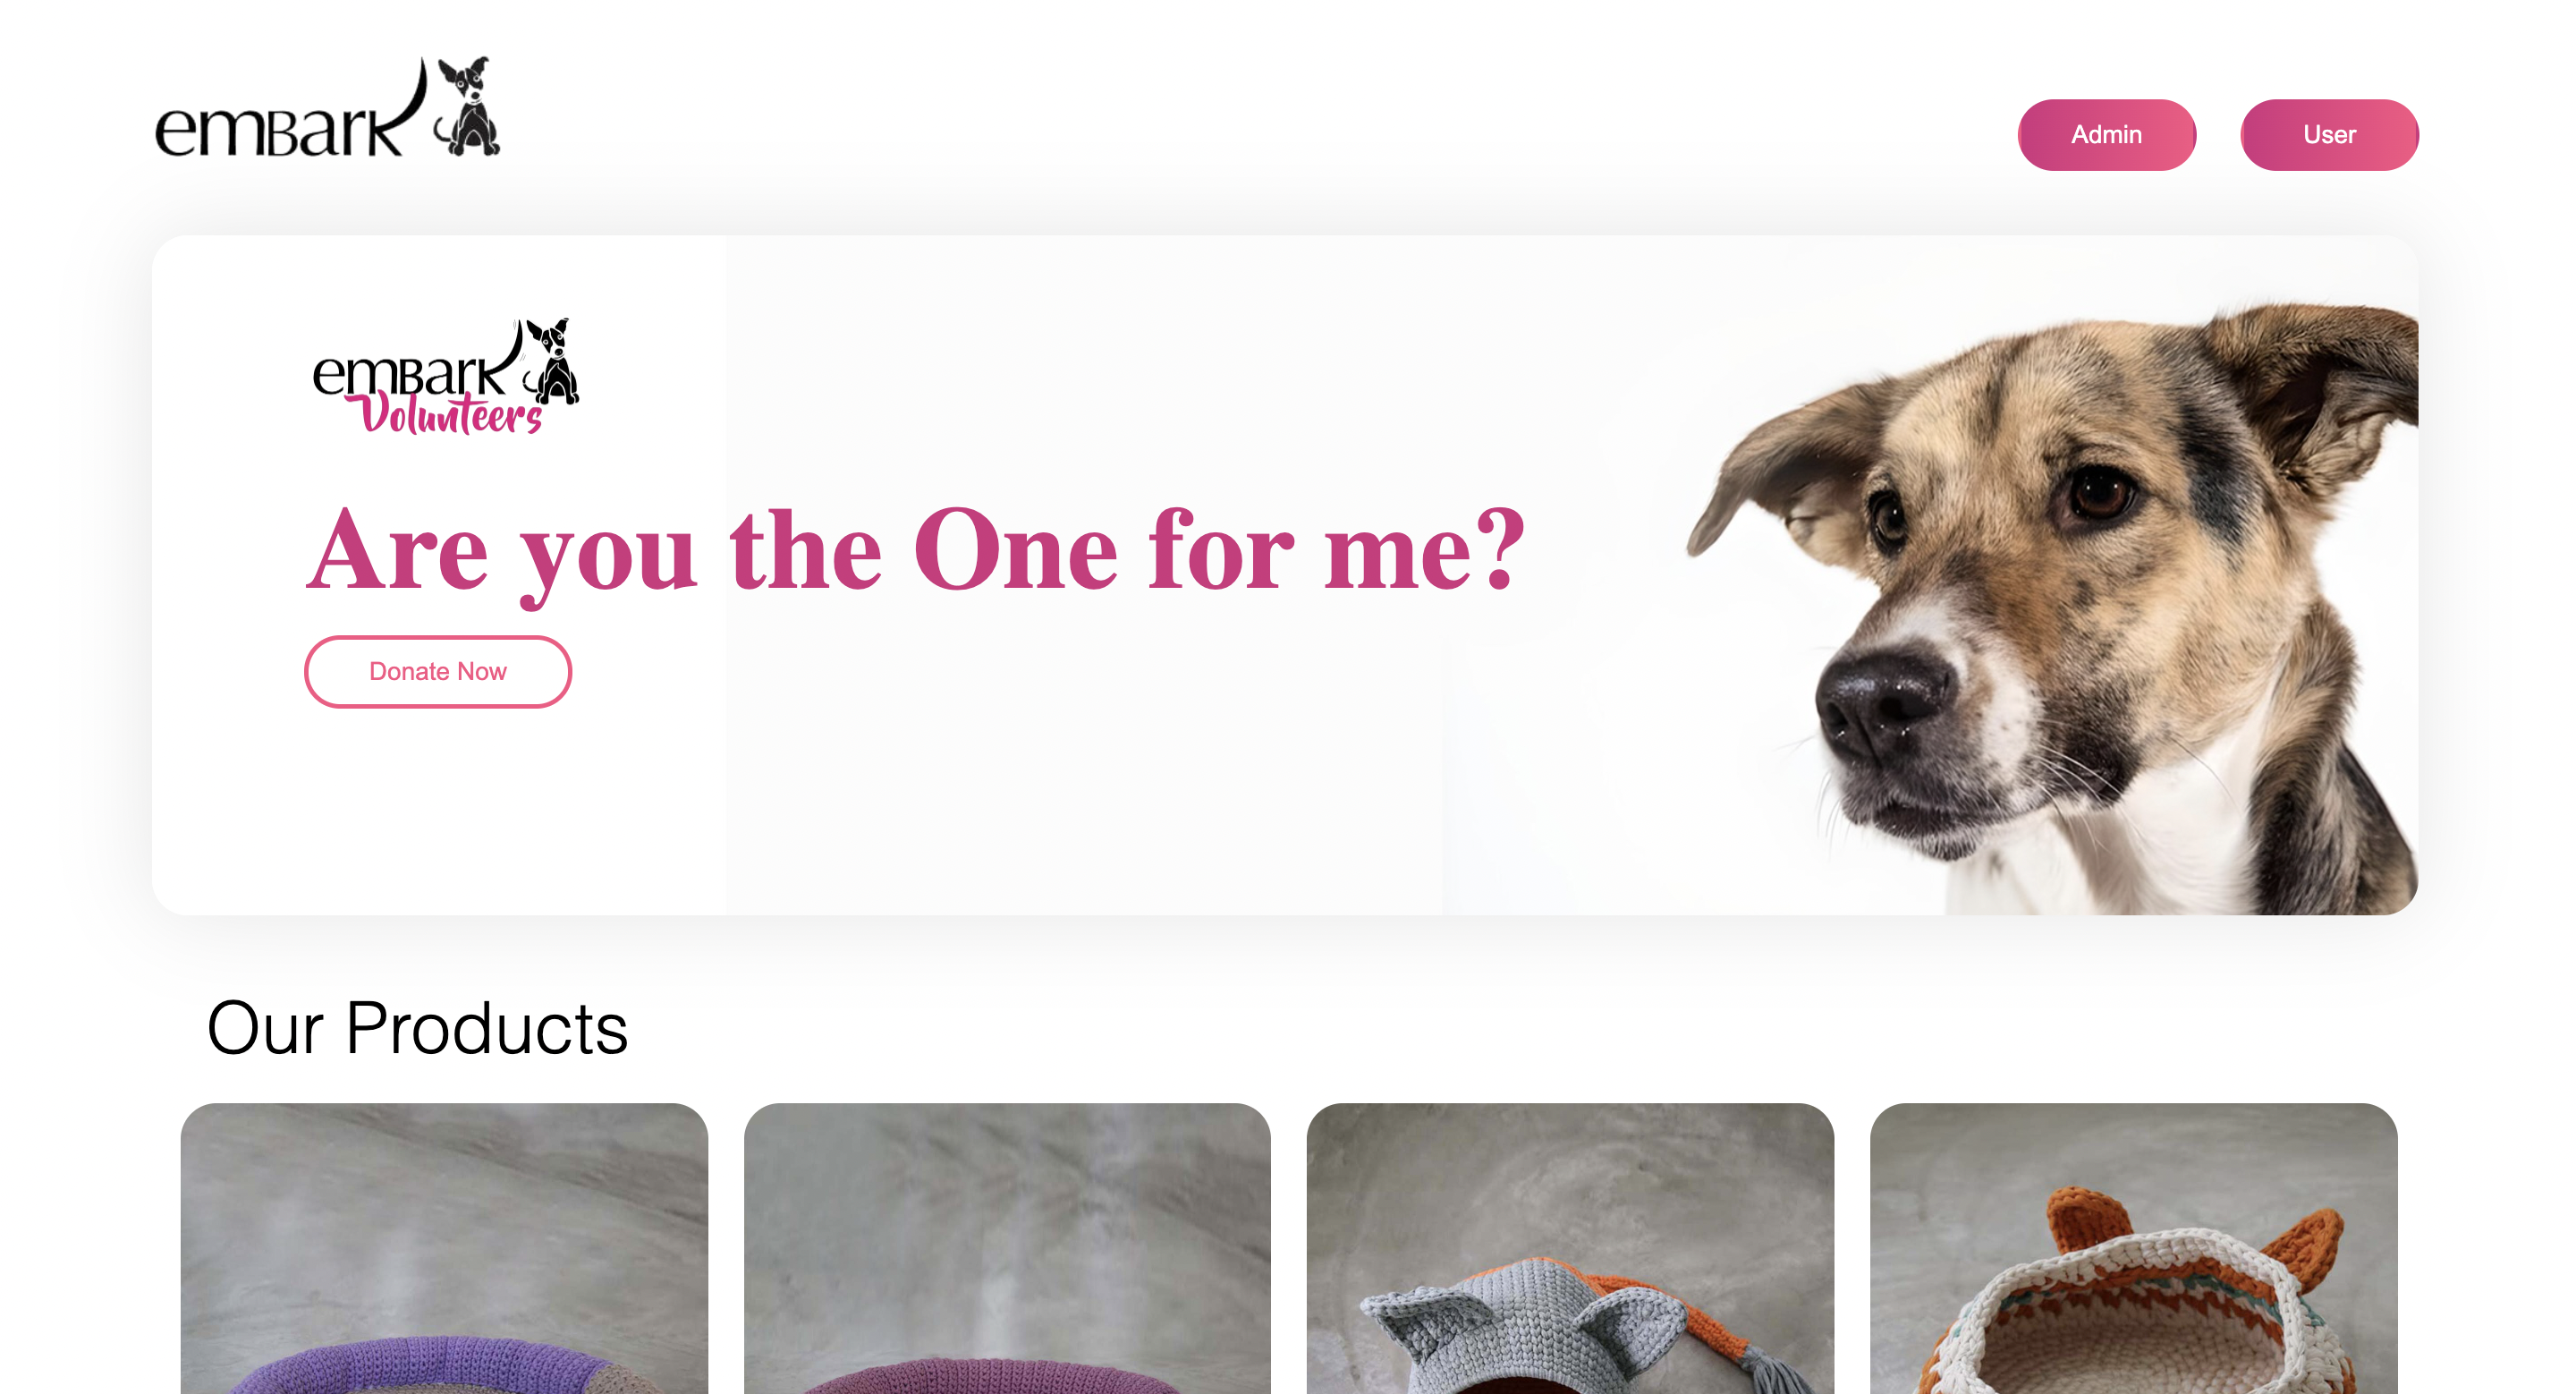 emBark
Admin
User
emBark
Volunteers
Are you the One for me?
Donate Now
Our Products